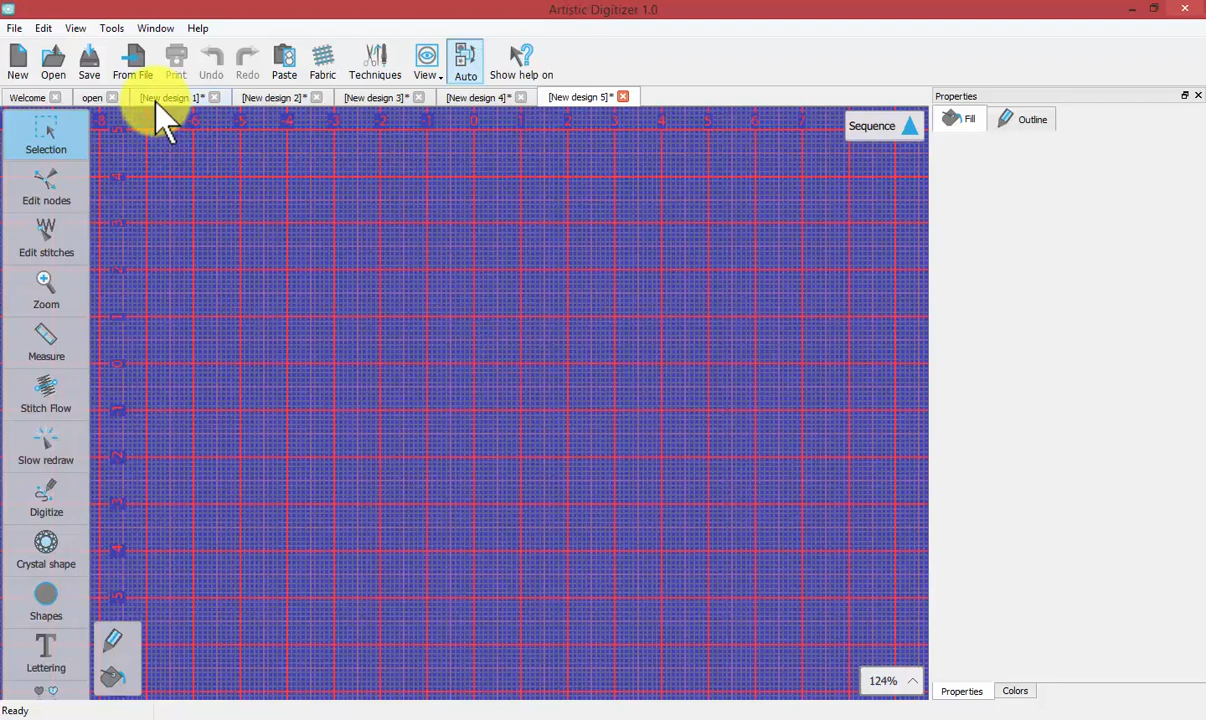 Artistic Digitizer 1.0
File Edit View Tools Window Help
New Open Save From File Print Undo Redo Paste Fabric Techniques View Auto Show help on
Welcome open [New design 1]* [New design 2]* [New design 3]* [New design 4]* [New design 5]*
Properties
Fill Outline
Sequence
Selection
Edit nodes
Edit stitches
Zoom
Measure
Stitch Flow
Slow redraw
Digitize
Crystal shape
Shapes
Lettering
124%
Properties Colors
Ready